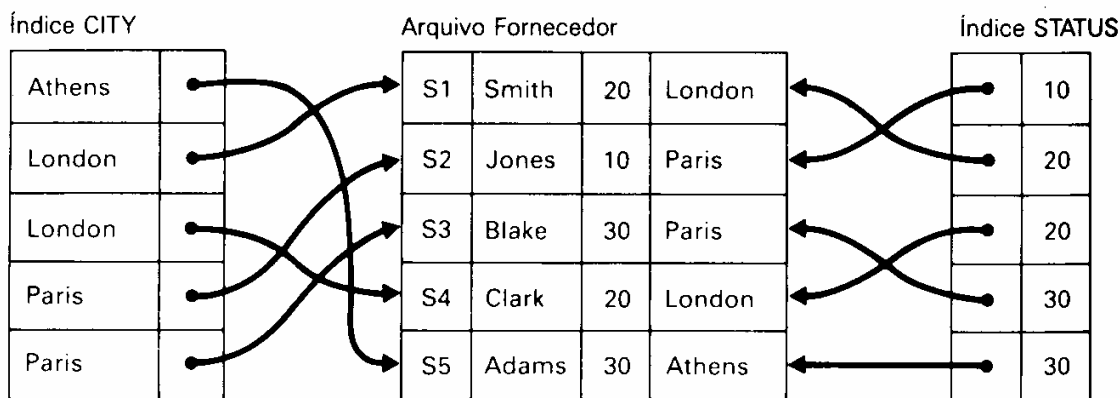 Índice CITY Arquivo Fornecedor Índice STATUS
Athens S1 Smith 20 London 10
London S2 Jones 10 Paris 20
London S3 Blake 30 Paris 20
Paris S4 Clark 20 London 30
Paris S5 Adams 30 Athens 30